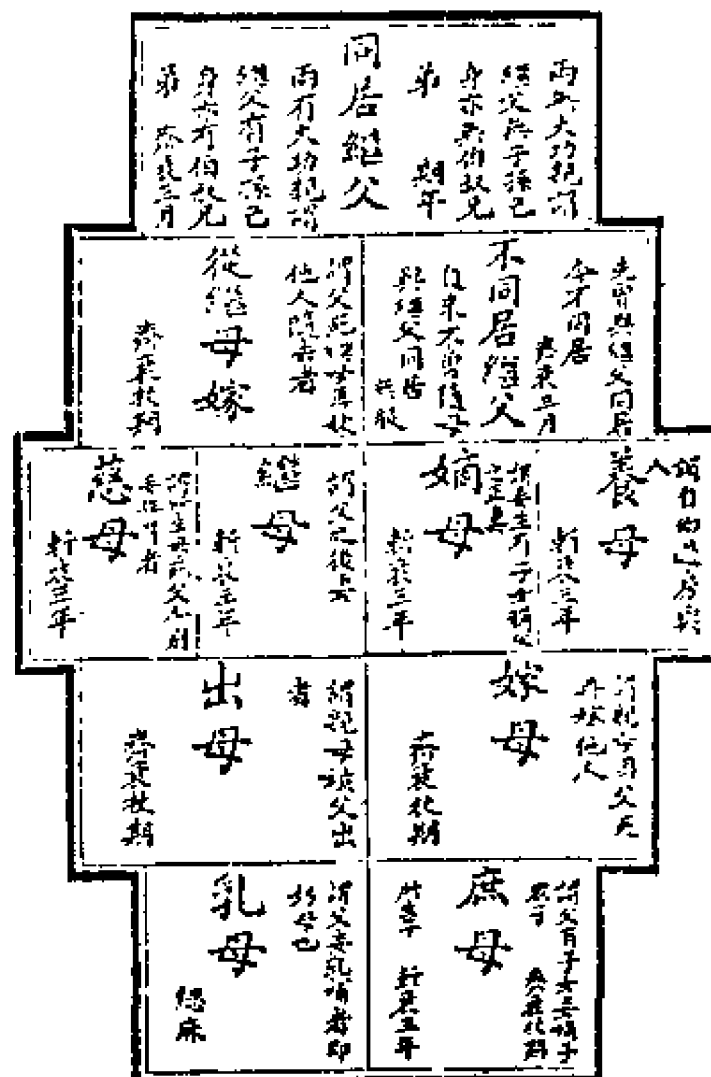 同居繼父
兩無大功親謂
繼父無子孫己
身亦無伯叔兄
弟 期年
兩有大功親謂
繼父有子孫己
身亦有伯叔兄
弟 齊衰三月
不同居繼父
先曾與繼父同居
今不同居
齊衰三月
自來不曾隨母
與繼父同居
無服
從繼母嫁
謂父死繼母再嫁
他人隨去者
齊衰杖期
養母
謂自幼過房與
人
斬衰三年
嫡母
謂妾生子女稱父
之正妻
斬衰三年
繼母
謂父之後妻
斬衰三年
慈母
謂所生母死父令別
妾撫育者
斬衰三年
嫁母
謂親母因父死
再嫁他人
齊衰杖期
出母
謂親母被父出
者
齊衰杖期
庶母
謂父有子女妾嫡子
眾子 齊衰杖期
所生子 斬衰三年
乳母
謂父妾乳哺者即
奶母也
緦麻